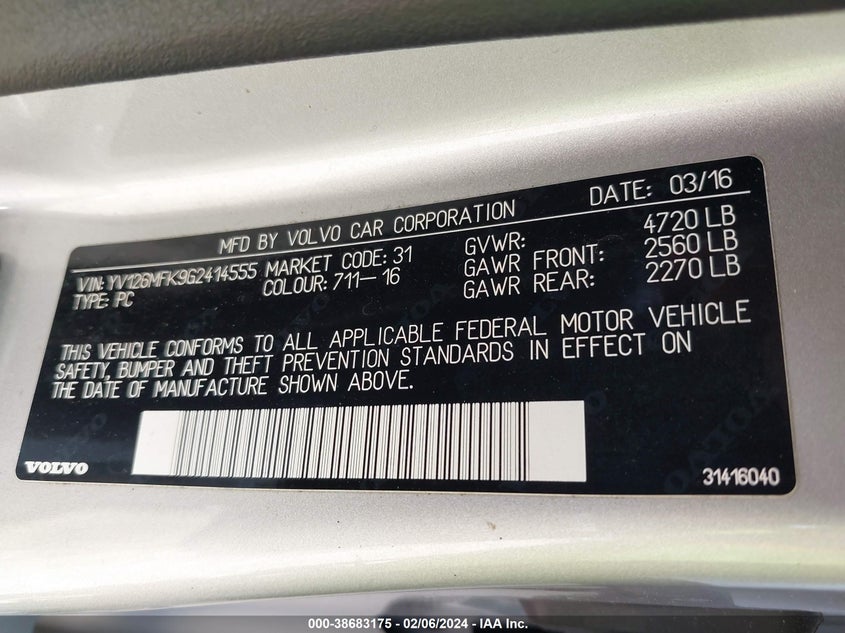 MFD BY VOLVO CAR CORPORATION DATE: 03/16
VIN: YV126MFK9G2414555 MARKET CODE: 31 GVWR: 4720 LB
TYPE: PC COLOUR: 711-16 GAWR FRONT: 2560 LB
GAWR REAR: 2270 LB
THIS VEHICLE CONFORMS TO ALL APPLICABLE FEDERAL MOTOR VEHICLE
SAFETY, BUMPER AND THEFT PREVENTION STANDARDS IN EFFECT ON
THE DATE OF MANUFACTURE SHOWN ABOVE.
VOLVO 31416040
000-38683175 - 02/06/2024 - IAA Inc.